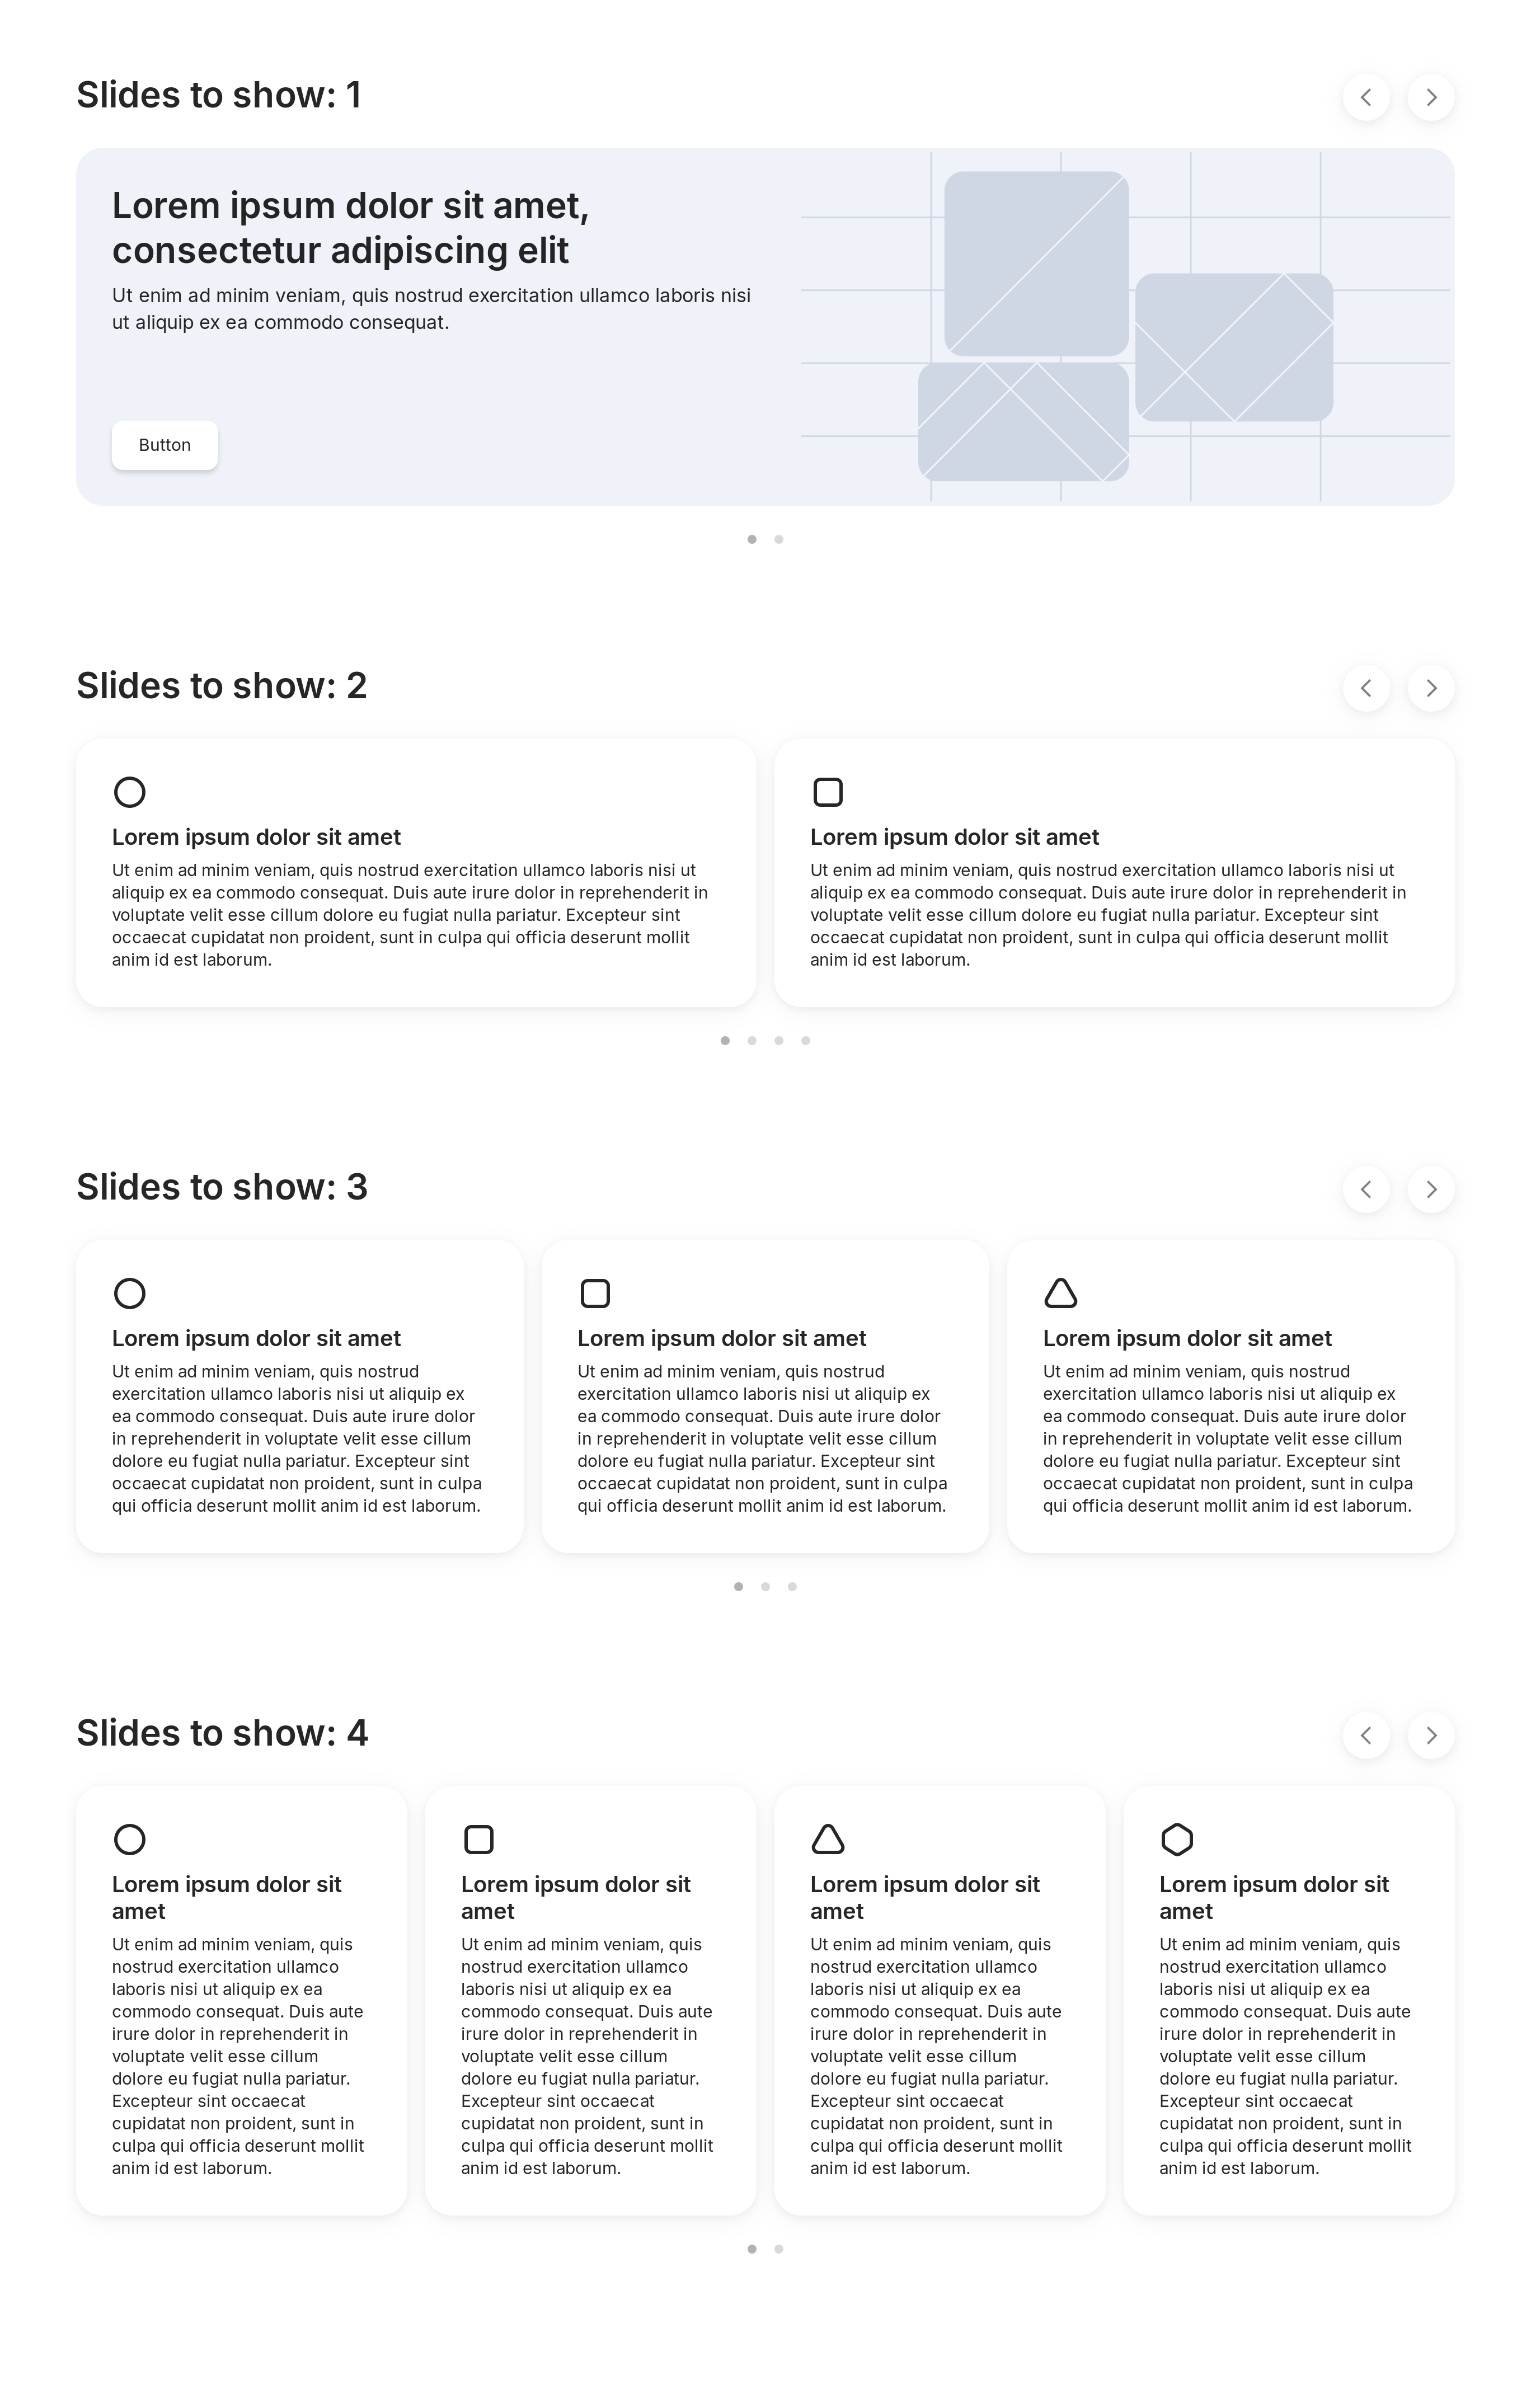 Slides to show: 1
Lorem ipsum dolor sit amet,
consectetur adipiscing elit
Ut enim ad minim veniam, quis nostrud exercitation ullamco laboris nisi
ut aliquip ex ea commodo consequat.
Button
Slides to show: 2
Lorem ipsum dolor sit amet
Ut enim ad minim veniam, quis nostrud exercitation ullamco laboris nisi ut
aliquip ex ea commodo consequat. Duis aute irure dolor in reprehenderit in
voluptate velit esse cillum dolore eu fugiat nulla pariatur. Excepteur sint
occaecat cupidatat non proident, sunt in culpa qui officia deserunt mollit
anim id est laborum.
Lorem ipsum dolor sit amet
Ut enim ad minim veniam, quis nostrud exercitation ullamco laboris nisi ut
aliquip ex ea commodo consequat. Duis aute irure dolor in reprehenderit in
voluptate velit esse cillum dolore eu fugiat nulla pariatur. Excepteur sint
occaecat cupidatat non proident, sunt in culpa qui officia deserunt mollit
anim id est laborum.
Slides to show: 3
Lorem ipsum dolor sit amet
Ut enim ad minim veniam, quis nostrud
exercitation ullamco laboris nisi ut aliquip ex
ea commodo consequat. Duis aute irure dolor
in reprehenderit in voluptate velit esse cillum
dolore eu fugiat nulla pariatur. Excepteur sint
occaecat cupidatat non proident, sunt in culpa
qui officia deserunt mollit anim id est laborum.
Lorem ipsum dolor sit amet
Ut enim ad minim veniam, quis nostrud
exercitation ullamco laboris nisi ut aliquip ex
ea commodo consequat. Duis aute irure dolor
in reprehenderit in voluptate velit esse cillum
dolore eu fugiat nulla pariatur. Excepteur sint
occaecat cupidatat non proident, sunt in culpa
qui officia deserunt mollit anim id est laborum.
Lorem ipsum dolor sit amet
Ut enim ad minim veniam, quis nostrud
exercitation ullamco laboris nisi ut aliquip ex
ea commodo consequat. Duis aute irure dolor
in reprehenderit in voluptate velit esse cillum
dolore eu fugiat nulla pariatur. Excepteur sint
occaecat cupidatat non proident, sunt in culpa
qui officia deserunt mollit anim id est laborum.
Slides to show: 4
Lorem ipsum dolor sit
amet
Ut enim ad minim veniam, quis
nostrud exercitation ullamco
laboris nisi ut aliquip ex ea
commodo consequat. Duis aute
irure dolor in reprehenderit in
voluptate velit esse cillum
dolore eu fugiat nulla pariatur.
Excepteur sint occaecat
cupidatat non proident, sunt in
culpa qui officia deserunt mollit
anim id est laborum.
Lorem ipsum dolor sit
amet
Ut enim ad minim veniam, quis
nostrud exercitation ullamco
laboris nisi ut aliquip ex ea
commodo consequat. Duis aute
irure dolor in reprehenderit in
voluptate velit esse cillum
dolore eu fugiat nulla pariatur.
Excepteur sint occaecat
cupidatat non proident, sunt in
culpa qui officia deserunt mollit
anim id est laborum.
Lorem ipsum dolor sit
amet
Ut enim ad minim veniam, quis
nostrud exercitation ullamco
laboris nisi ut aliquip ex ea
commodo consequat. Duis aute
irure dolor in reprehenderit in
voluptate velit esse cillum
dolore eu fugiat nulla pariatur.
Excepteur sint occaecat
cupidatat non proident, sunt in
culpa qui officia deserunt mollit
anim id est laborum.
Lorem ipsum dolor sit
amet
Ut enim ad minim veniam, quis
nostrud exercitation ullamco
laboris nisi ut aliquip ex ea
commodo consequat. Duis aute
irure dolor in reprehenderit in
voluptate velit esse cillum
dolore eu fugiat nulla pariatur.
Excepteur sint occaecat
cupidatat non proident, sunt in
culpa qui officia deserunt mollit
anim id est laborum.